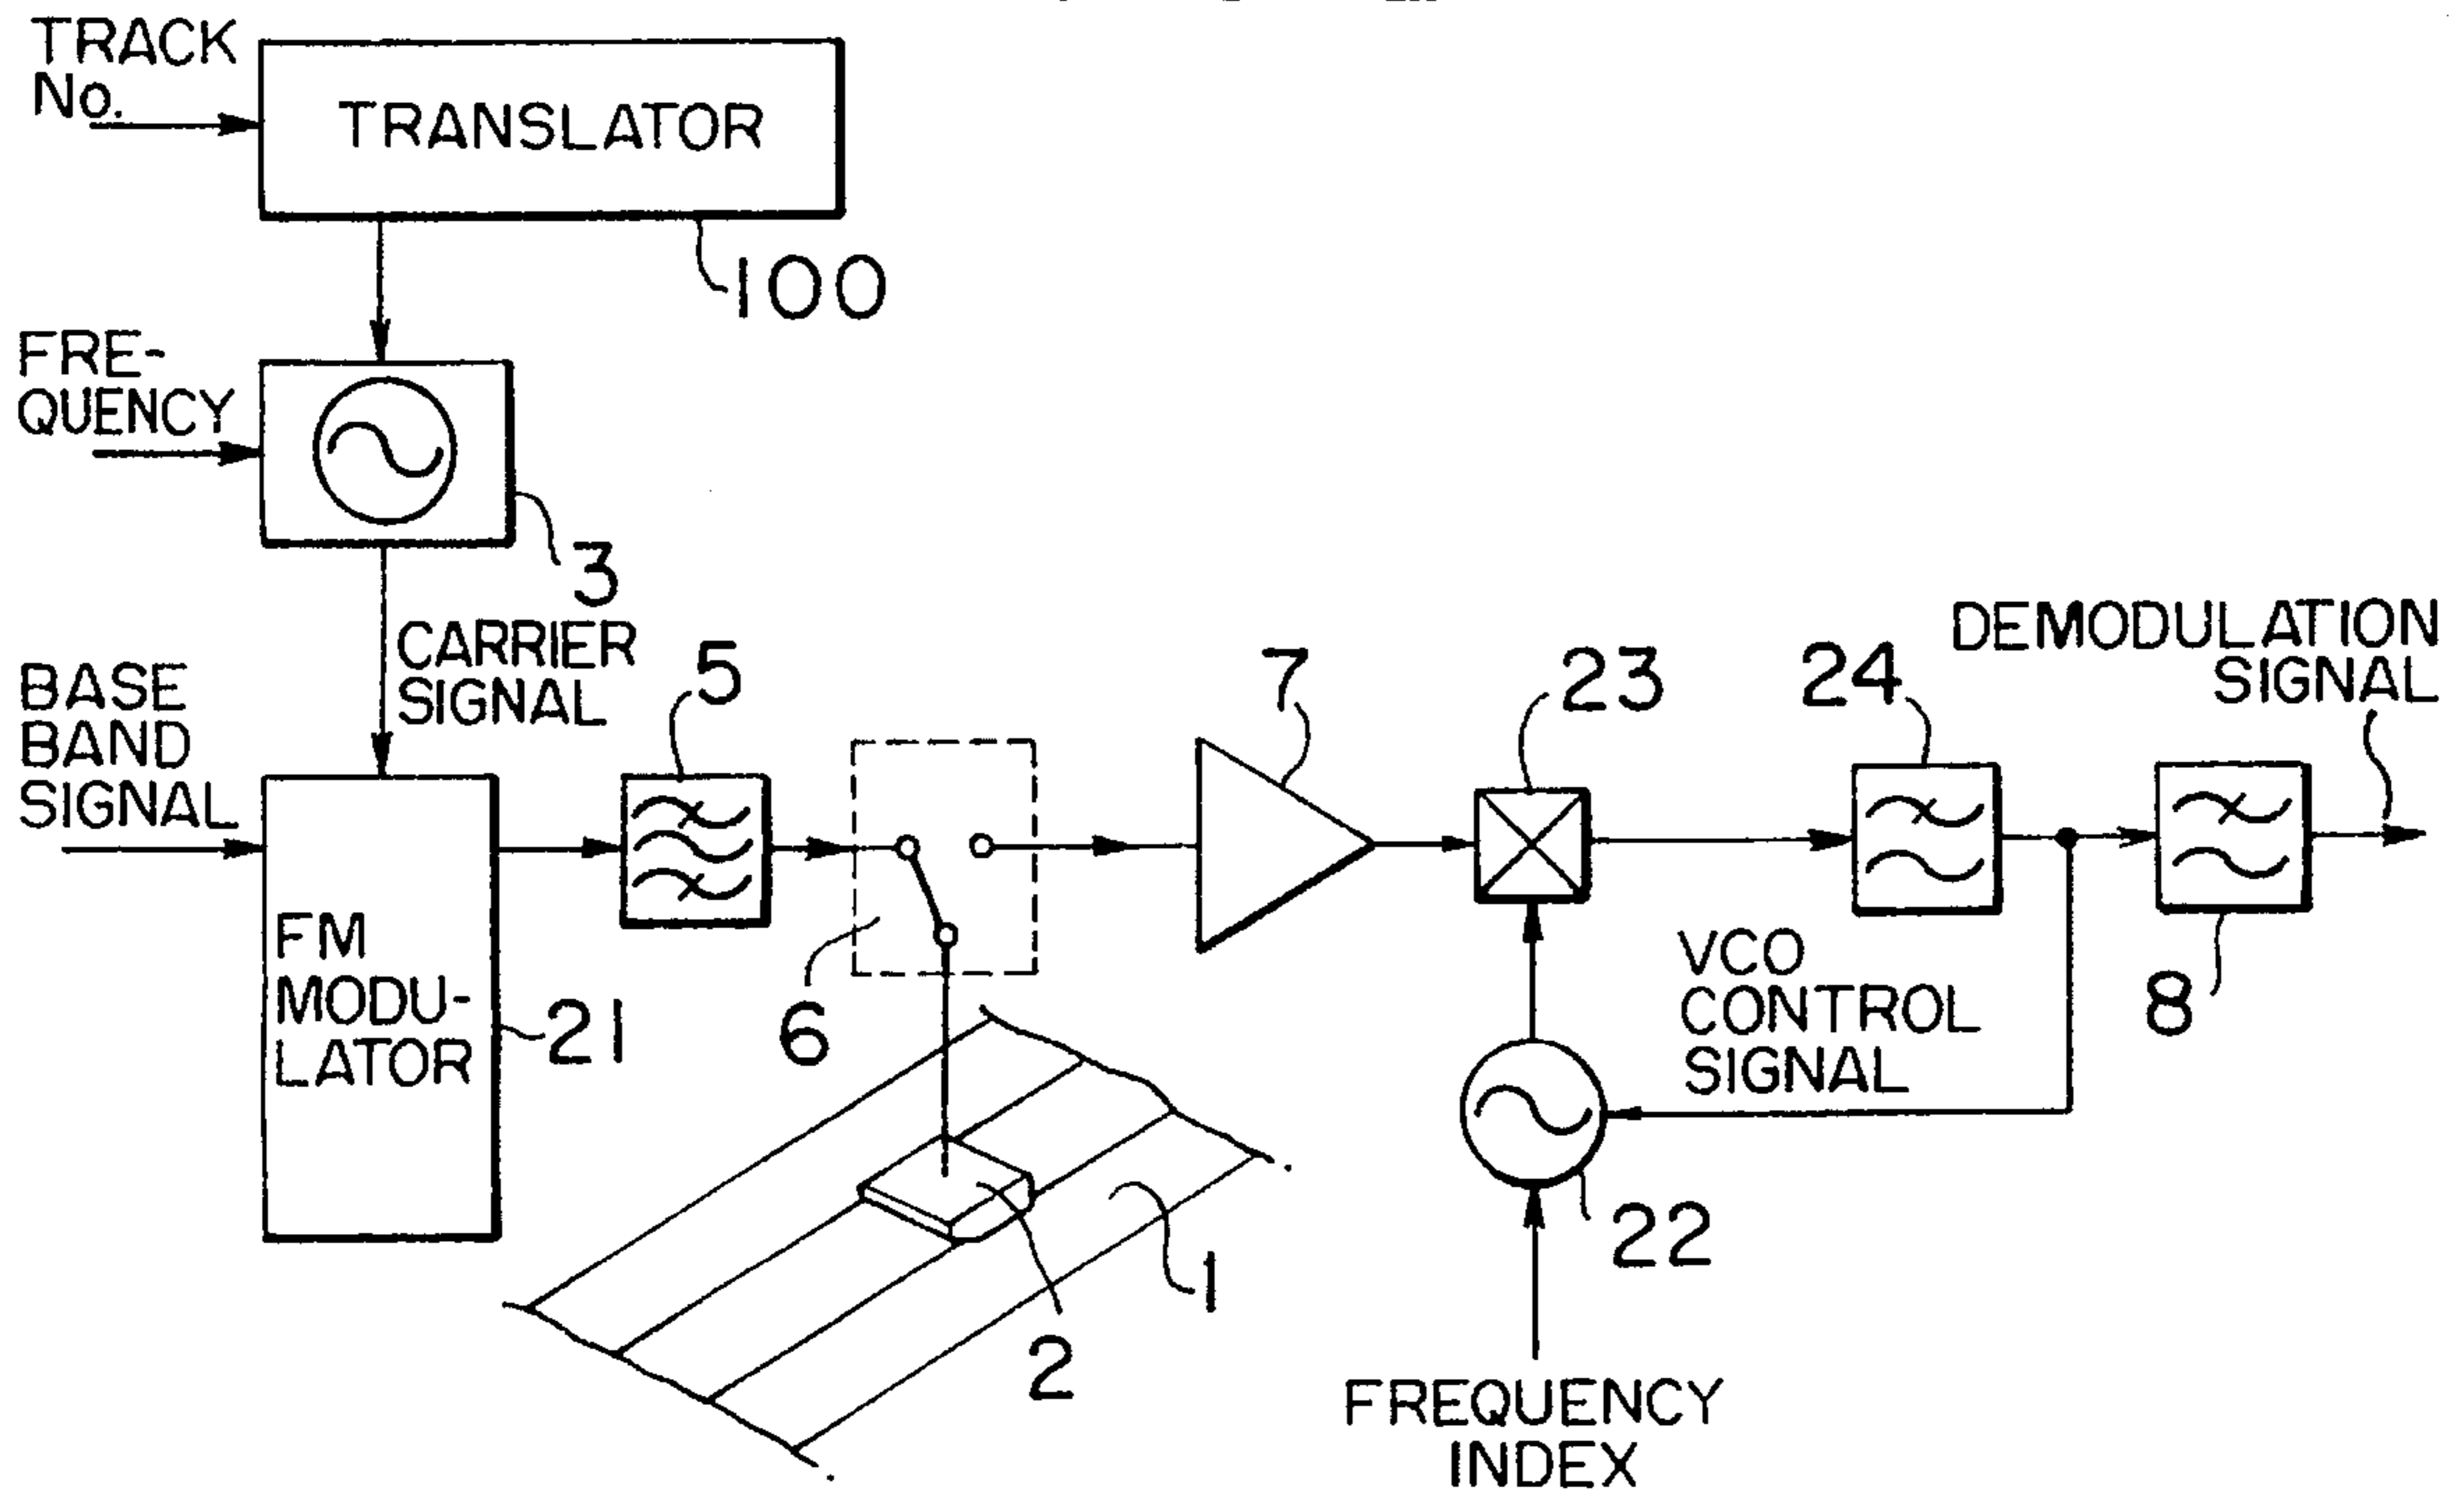 TRACK
No.
TRANSLATOR
100
FRE-
QUENCY
3
CARRIER
SIGNAL
BASE
BAND
SIGNAL
5
7
23
24
DEMODULATION
SIGNAL
FM
MODU-
LATOR
21
6
VCO
CONTROL
SIGNAL
8
22
1
2
FREQUENCY
INDEX